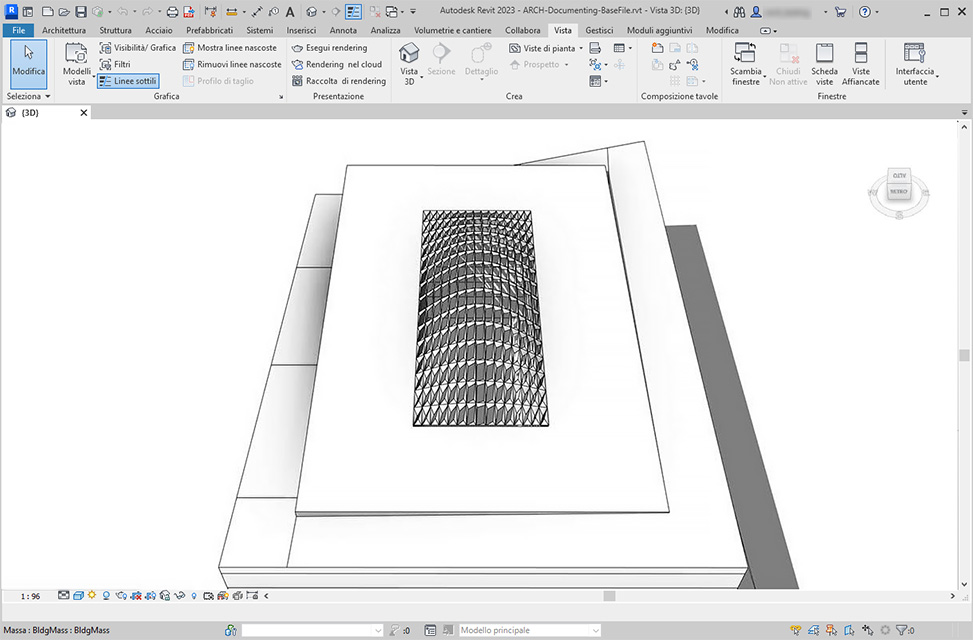 Autodesk Revit 2023 - ARCH-Documenting-BaseFile.rvt - Vista 3D: {3D}
File Architettura Struttura Acciaio Prefabbricati Sistemi Inserisci Annota Analizza Volumetrie e cantiere Collabora Vista Gestisci Moduli aggiuntivi Modifica
Modifica
Seleziona
Modelli vista
Visibilità/ Grafica
Filtri
Linee sottili
Mostra linee nascoste
Rimuovi linee nascoste
Profilo di taglio
Grafica
Esegui rendering
Rendering nel cloud
Raccolta di rendering
Presentazione
Vista 3D
Sezione
Dettaglio
Viste di pianta
Prospetto
Crea
Composizione tavole
Scambia finestre
Chiudi Non attive
Scheda viste
Viste Affiancate
Finestre
Interfaccia utente
{3D}
ALTO
RETRO
1 : 96
Massa : BldgMass : BldgMass
:0
Modello principale
:0